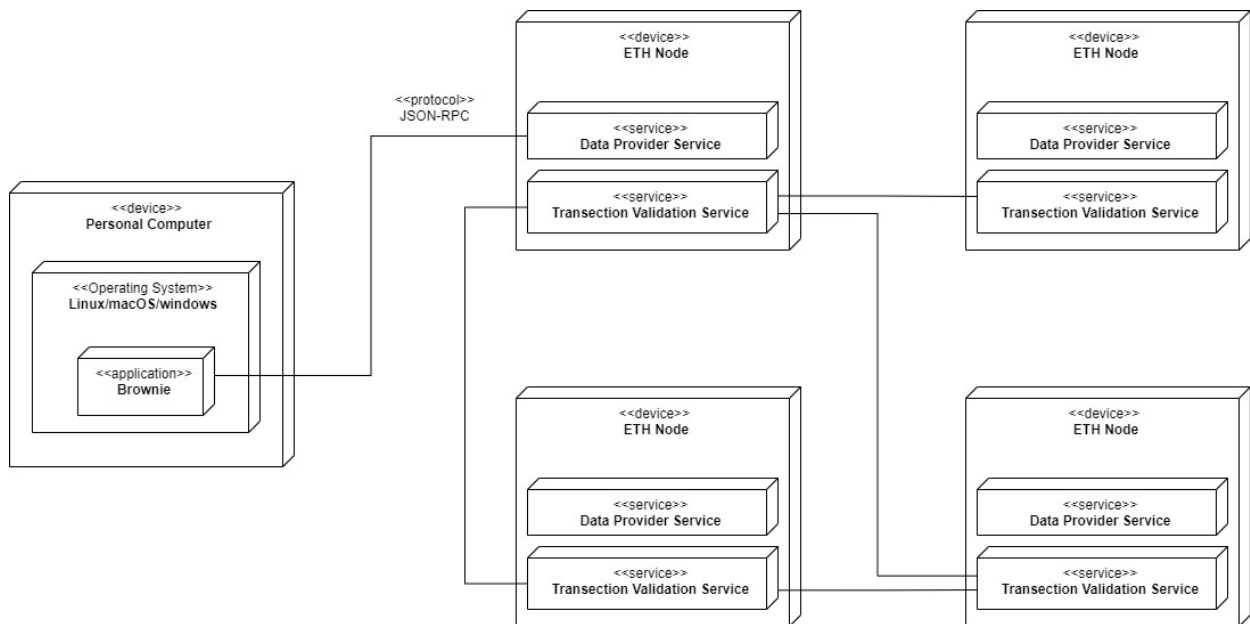 <<device>>
Personal Computer
<<Operating System>>
Linux/macOS/windows
<<application>>
Brownie
<<protocol>>
JSON-RPC
<<device>>
ETH Node
<<service>>
Data Provider Service
<<service>>
Transection Validation Service
<<device>>
ETH Node
<<service>>
Data Provider Service
<<service>>
Transection Validation Service
<<device>>
ETH Node
<<service>>
Data Provider Service
<<service>>
Transection Validation Service
<<device>>
ETH Node
<<service>>
Data Provider Service
<<service>>
Transection Validation Service